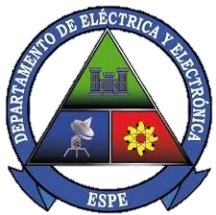 DEPARTAMENTO DE ELÉCTRICA Y ELECTRÓNICA
ESPE